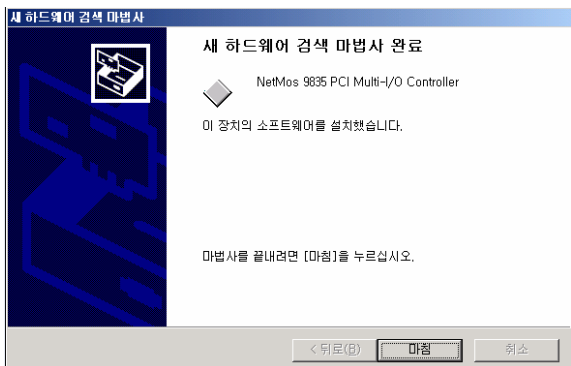 새 하드웨어 검색 마법사
새 하드웨어 검색 마법사 완료
NetMos 9835 PCI Multi-I/O Controller
이 장치의 소프트웨어를 설치했습니다.
마법사를 끝내려면 [마침]을 누르십시오.
< 뒤로(B)
마침
취소